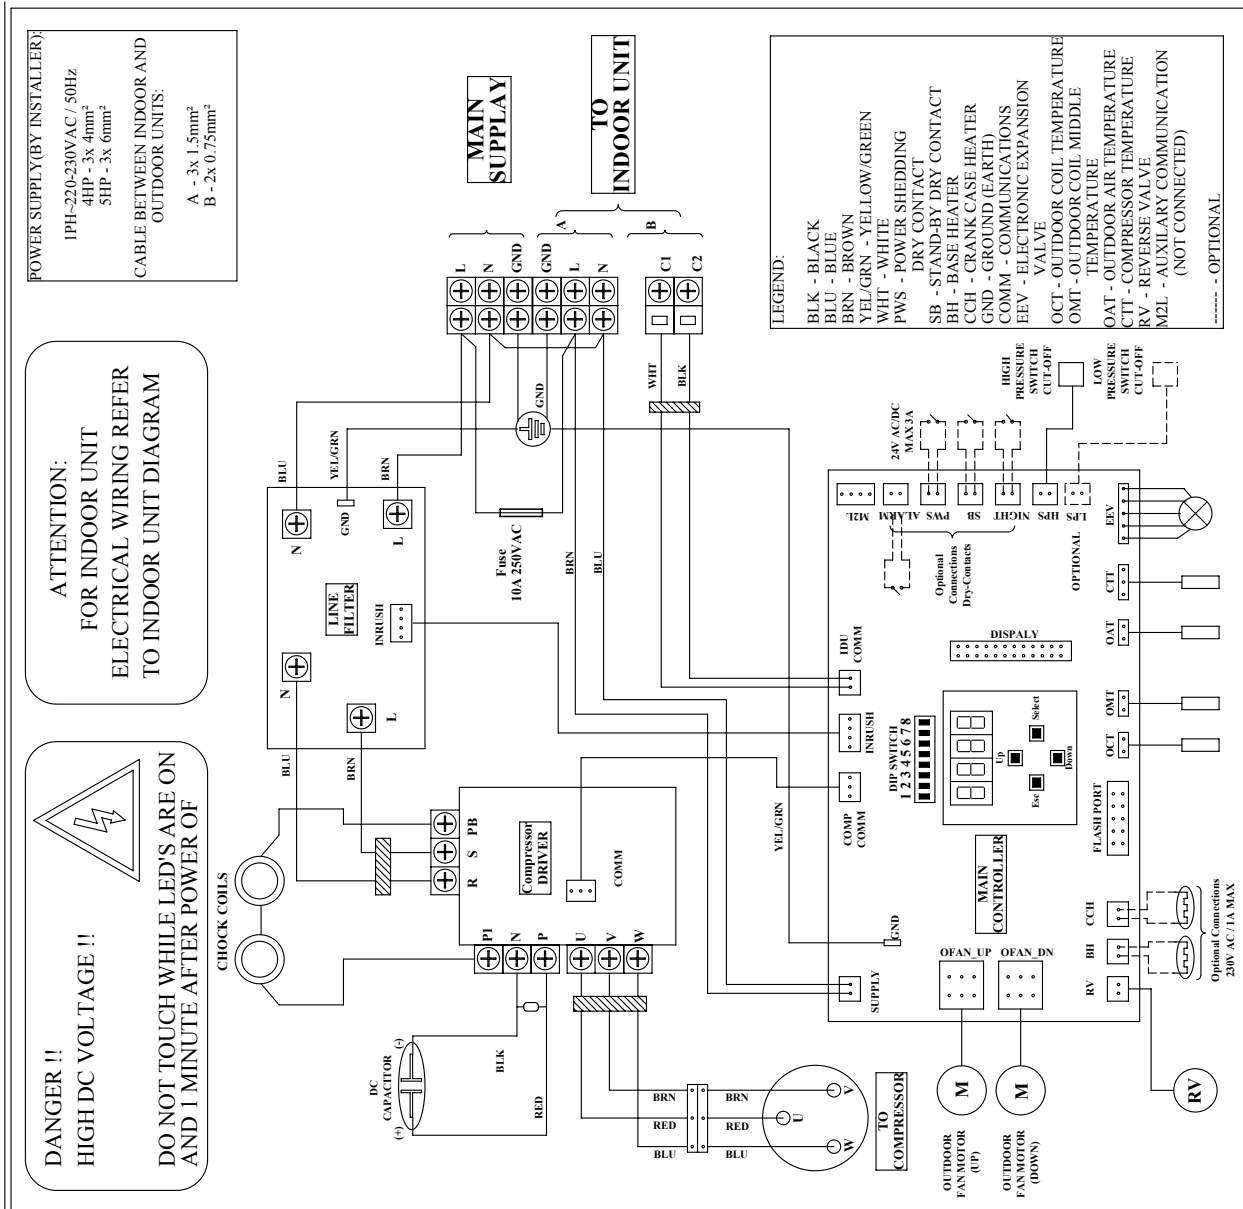 DANGER !!
HIGH DC VOLTAGE !!
DO NOT TOUCH WHILE LED'S ARE ON
AND 1 MINUTE AFTER POWER OF
ATTENTION:
FOR INDOOR UNIT
ELECTRICAL WIRING REFER
TO INDOOR UNIT DIAGRAM
POWER SUPPLY(BY INSTALLER):
1PH~220-230VAC / 50Hz
4HP - 3x 4mm²
5HP - 3x 6mm²
CABLE BETWEEN INDOOR AND
OUTDOOR UNITS:
A - 3x 1.5mm²
B - 2x 0.75mm²
CHOCK COILS
DC
CAPACITOR
(+)
(-)
BLK
RED
P1
N
P
U
V
W
R
S
PB
Compressor
DRIVER
COMM
BLU
BRN
N
L
LINE
FILTER
INRUSH
N
GND
L
BLU
YEL/GRN
BRN
Fuse
10A 250VAC
BRN
BLU
GND
MAIN
SUPPLAY
TO
INDOOR UNIT
L
N
GND
GND
L
N
A
B
C1
C2
WHT
BLK
BRN
RED
BLU
BRN
RED
BLU
V
U
W
TO
COMPRESSOR
YEL/GRN
GND
SUPPLY
COMP
COMM
INRUSH
IDU
COMM
MAIN
CONTROLLER
DIP SWITCH
1 2 3 4 5 6 7 8
Esc
Up
Down
Select
DISPALY
FLASH PORT
OFAN_UP
OFAN_DN
M
M
OUTDOOR
FAN MOTOR
(UP)
OUTDOOR
FAN MOTOR
(DOWN)
RV
RV
BH
CCH
Optional Connections
230V AC / 1A MAX
OCT
OMT
OAT
CTT
EEV
M2L
ALARM
PWS
SB
NIGHT
HPS
LPS
OPTIONAL
Optional
Connections
Dry-Contacts
24V AC/DC
MAX 3A
HIGH
PRESSURE
SWITCH
CUT-OFF
LOW
PRESSURE
SWITCH
CUT-OFF
LEGEND:
BLK - BLACK
BLU - BLUE
BRN - BROWN
YEL/GRN - YELLOW/GREEN
WHT - WHITE
PWS - POWER SHEDDING
DRY CONTACT
SB - STAND-BY DRY CONTACT
BH - BASE HEATER
CCH - CRANK CASE HEATER
GND - GROUND (EARTH)
COMM - COMMUNICATIONS
EEV - ELECTRONIC EXPANSION
VALVE
OCT - OUTDOOR COIL TEMPERATURE
OMT - OUTDOOR COIL MIDDLE
TEMPERATURE
OAT - OUTDOOR AIR TEMPERATURE
CTT - COMPRESSOR TEMPERATURE
RV - REVERSE VALVE
M2L - AUXILARY COMMUNICATION
(NOT CONNECTED)
------- - OPTIONAL